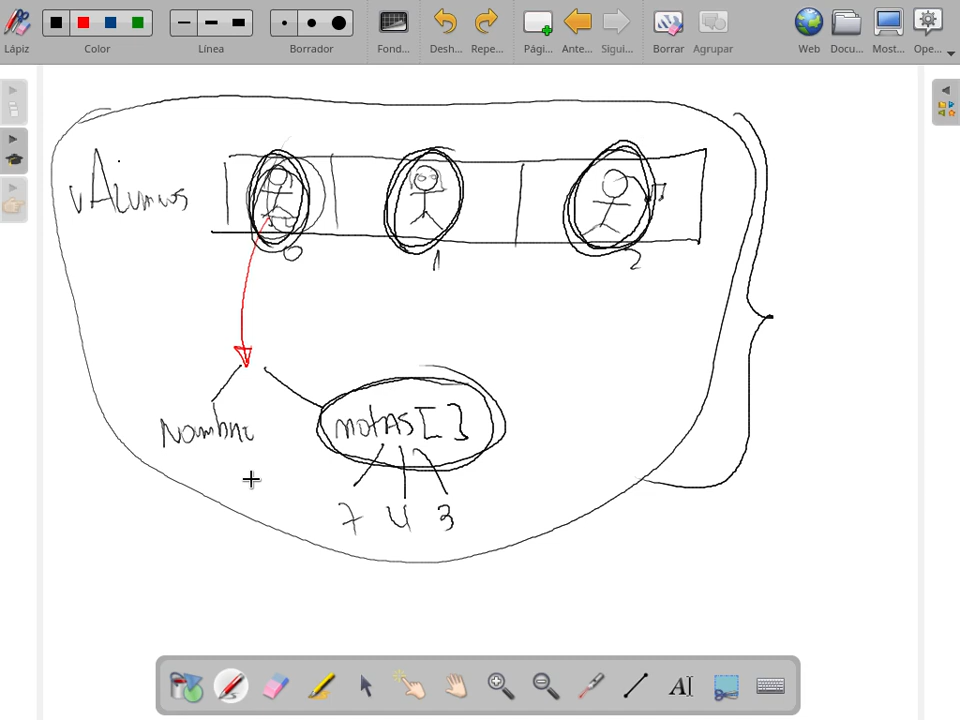 Lápiz Color Línea Borrador Fond... Desh... Repe... Pági... Ante... Sigui... Borrar Agrupar Web Docu... Most... Ope...
vAlumnos
0 1 2
Nombre notas[ ]
7 4 3